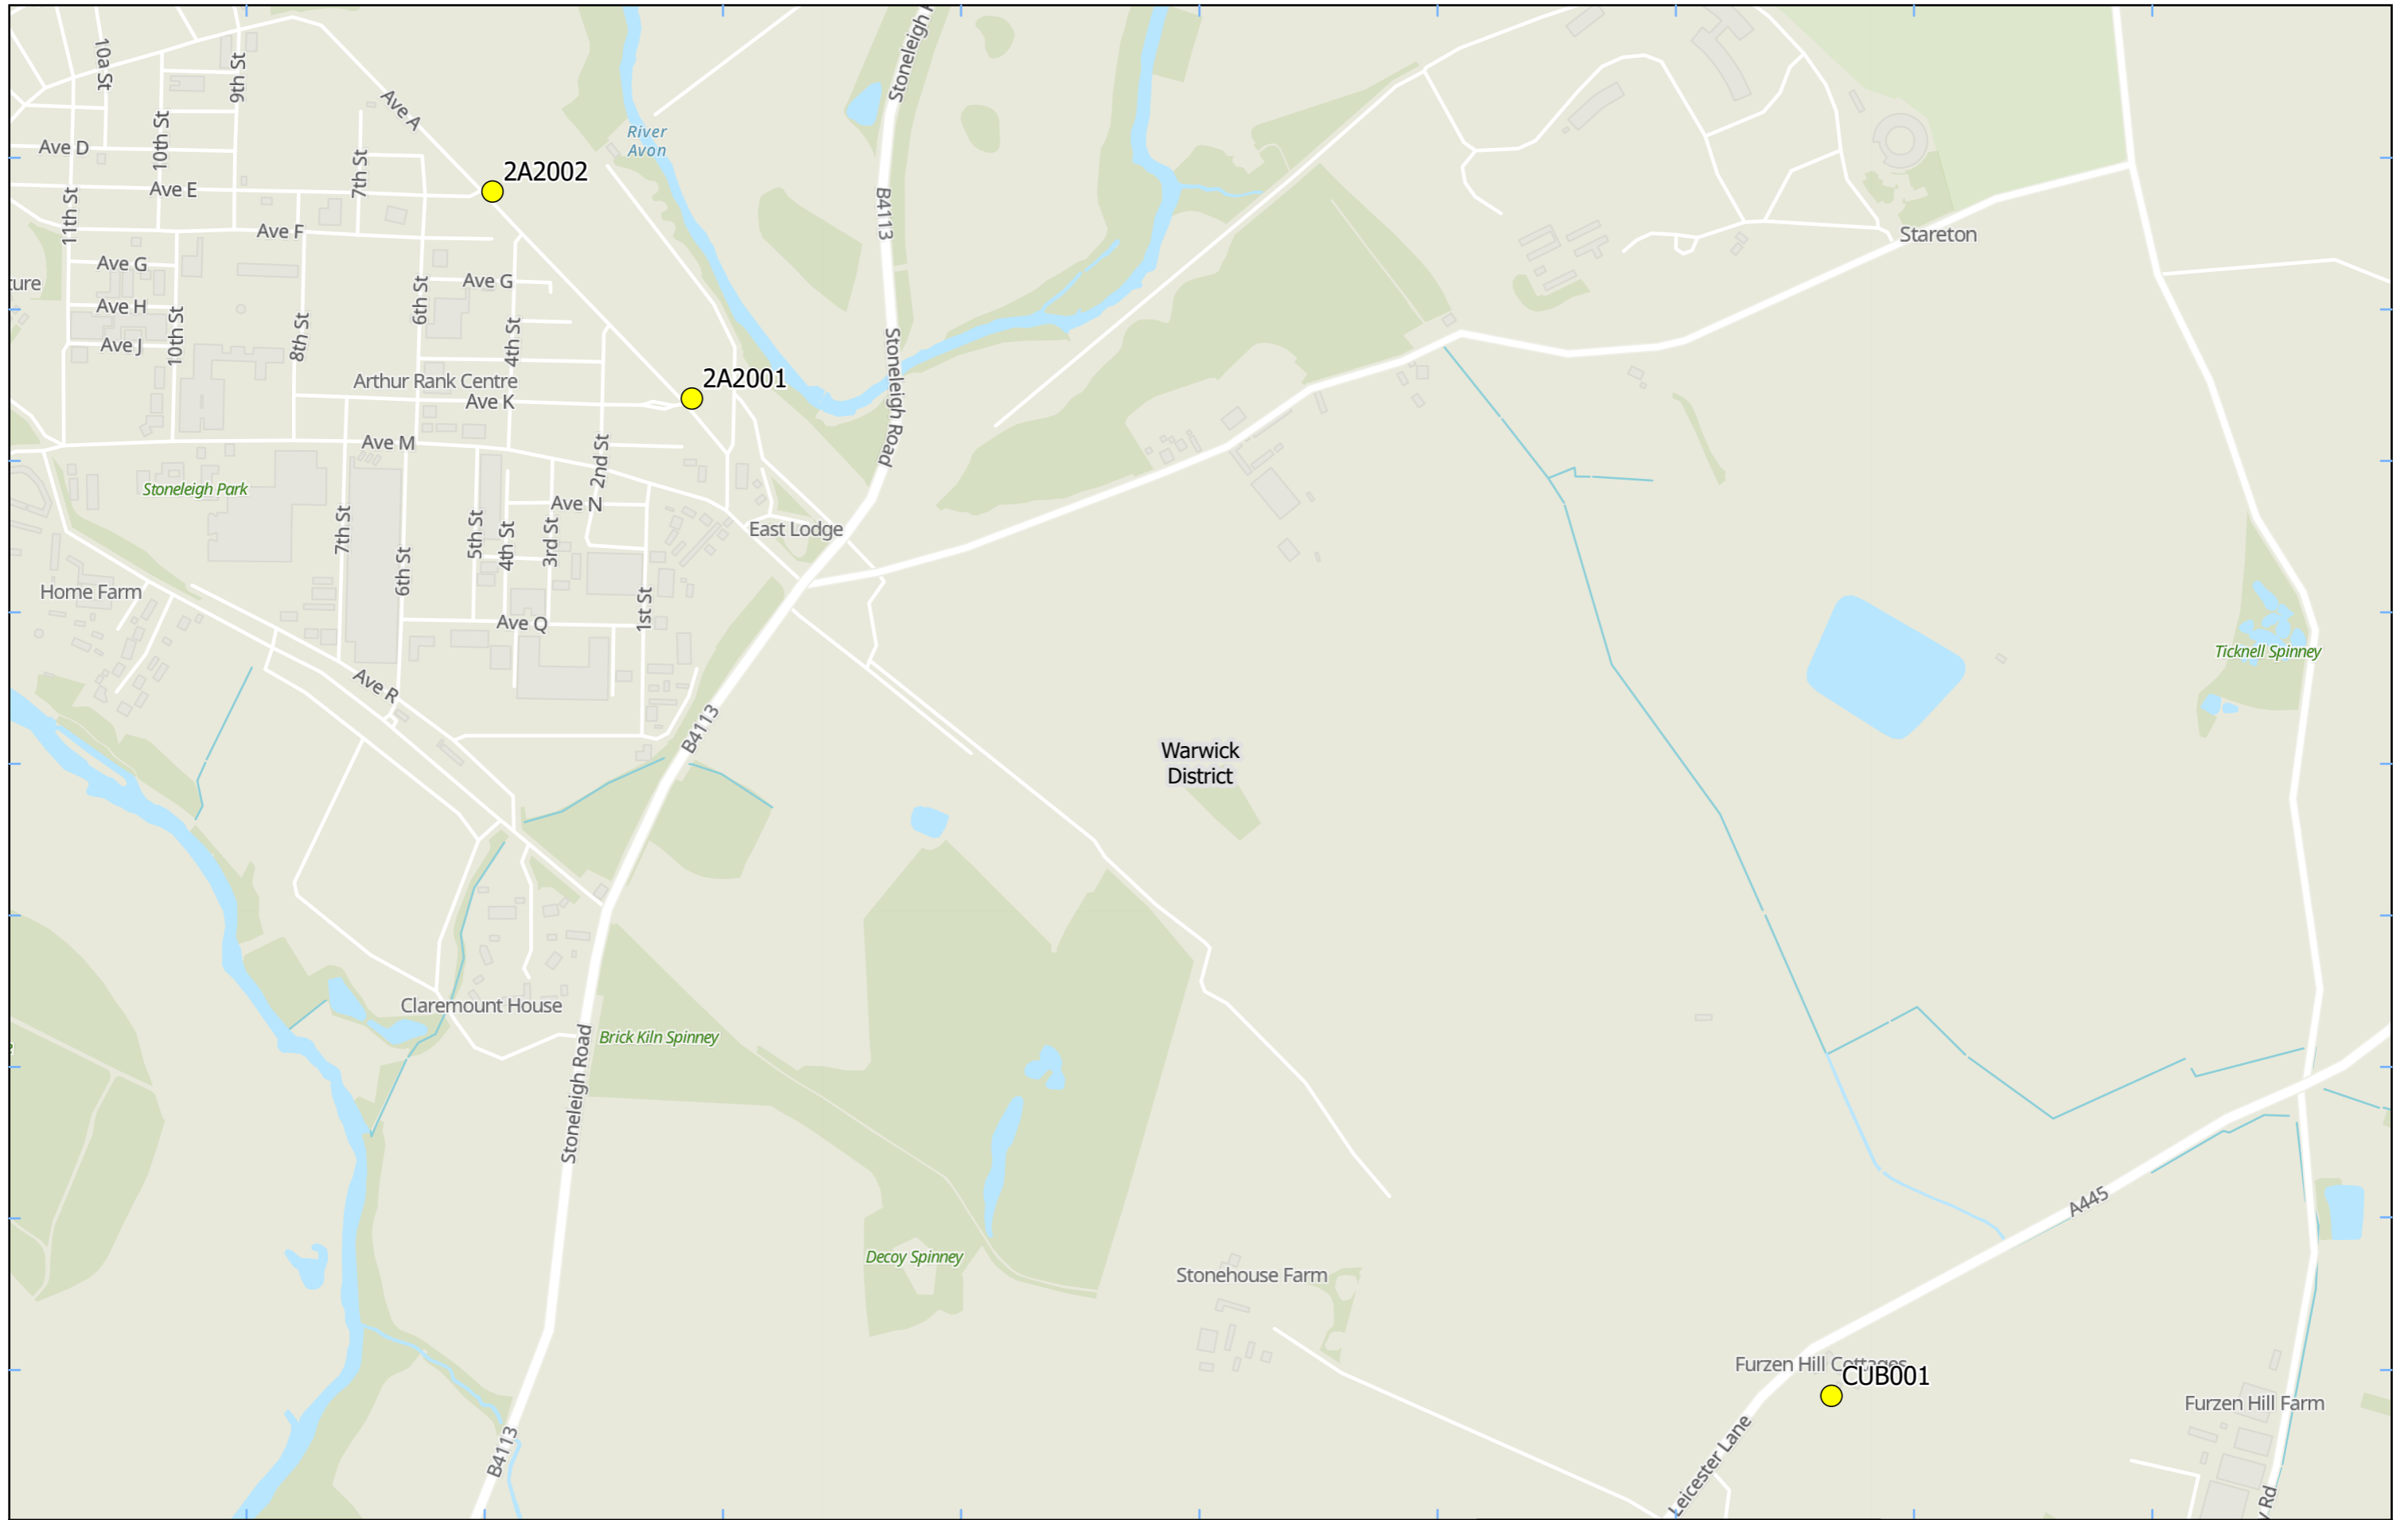 10a St
9th St
Ave A
Stoneleigh R
River
Avon
Ave D
10th St
7th St
2A2002
Ave E
11th St
B4113
Ave F
Stareton
Ave G
Ave G
ture
6th St
Ave H
10th St
8th St
4th St
Ave J
Stoneleigh Road
Arthur Rank Centre
2A2001
Ave K
Ave M
2nd St
Stoneleigh Park
Ave N
7th St
5th St
4th St
3rd St
East Lodge
6th St
Home Farm
1st St
Ave Q
Ticknell Spinney
Ave R
B4113
Warwick
District
Claremount House
Brick Kiln Spinney
Stoneleigh Road
A445
Decoy Spinney
Stonehouse Farm
Furzen Hill Cottages
CUB001
Furzen Hill Farm
Leicester Lane
B4113
Rd